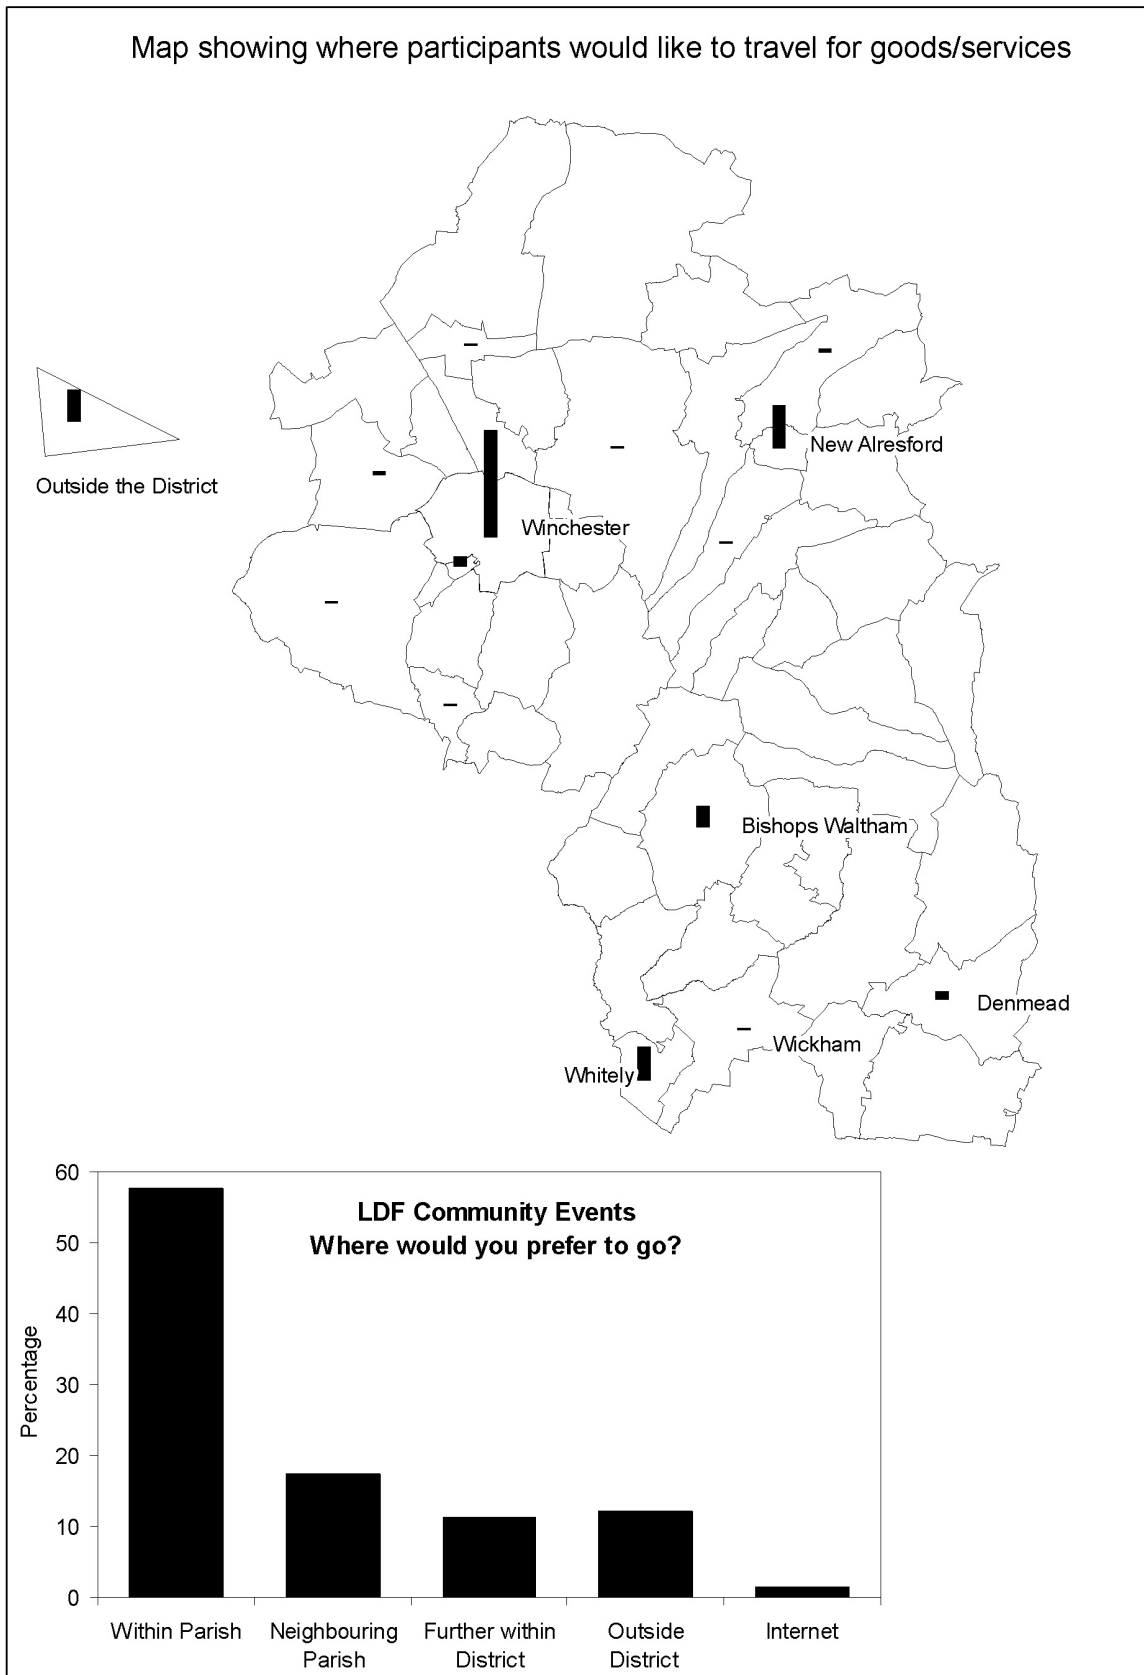 Map showing where participants would like to travel for goods/services
New Alresford
Outside the District
Winchester
Bishops Waltham
Denmead
Wickham
Whitely
60
50
40
30
20
10
0
Percentage
LDF Community Events
Where would you prefer to go?
Within Parish
Neighbouring
Parish
Further within
District
Outside
District
Internet